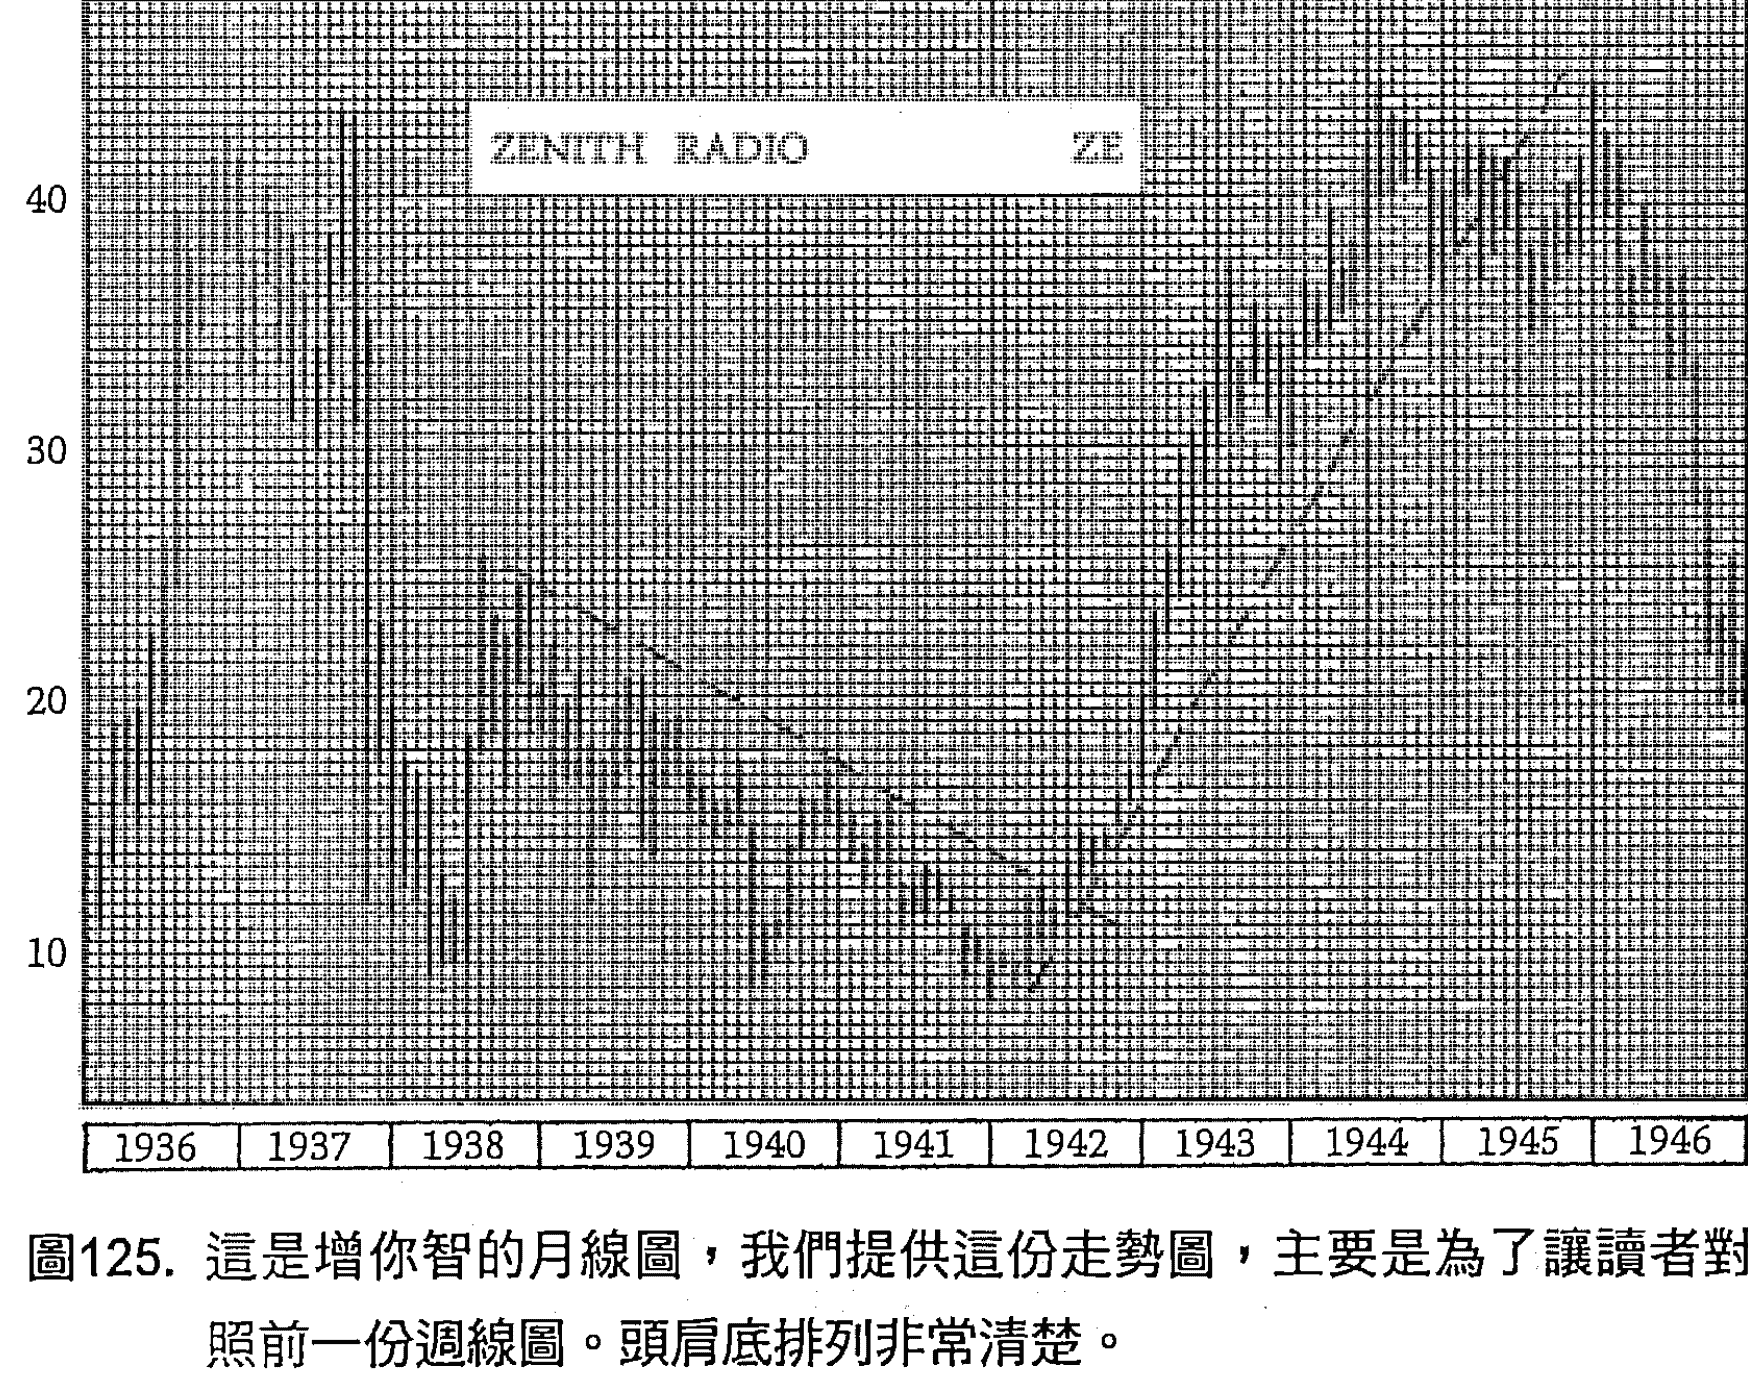 ZENITH RADIO ZE
40
30
20
10
1936 1937 1938 1939 1940 1941 1942 1943 1944 1945 1946
圖125. 這是增你智的月線圖，我們提供這份走勢圖，主要是為了讓讀者對
照前一份週線圖。頭肩底排列非常清楚。